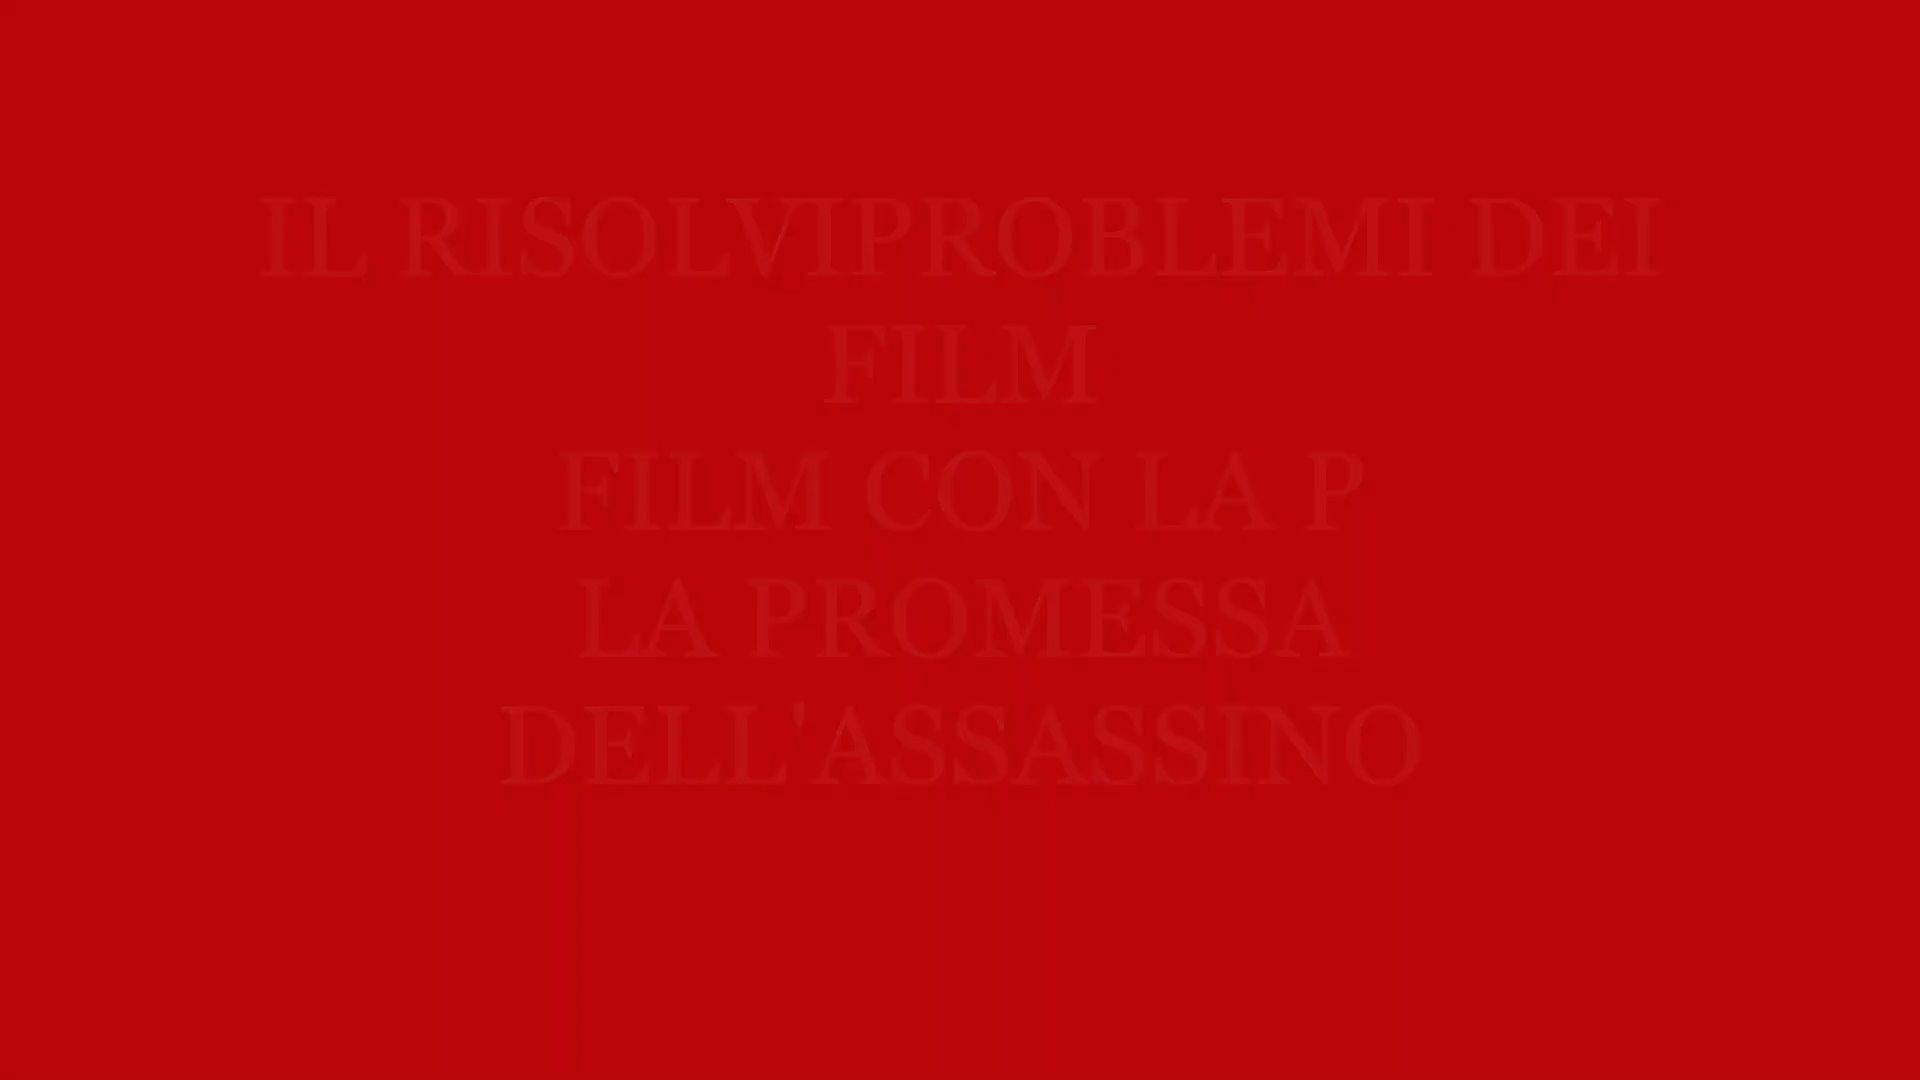 IL RISOLVIPROBLEMI DEI
FILM
FILM CON LA P
LA PROMESSA
DELL'ASSASSINO